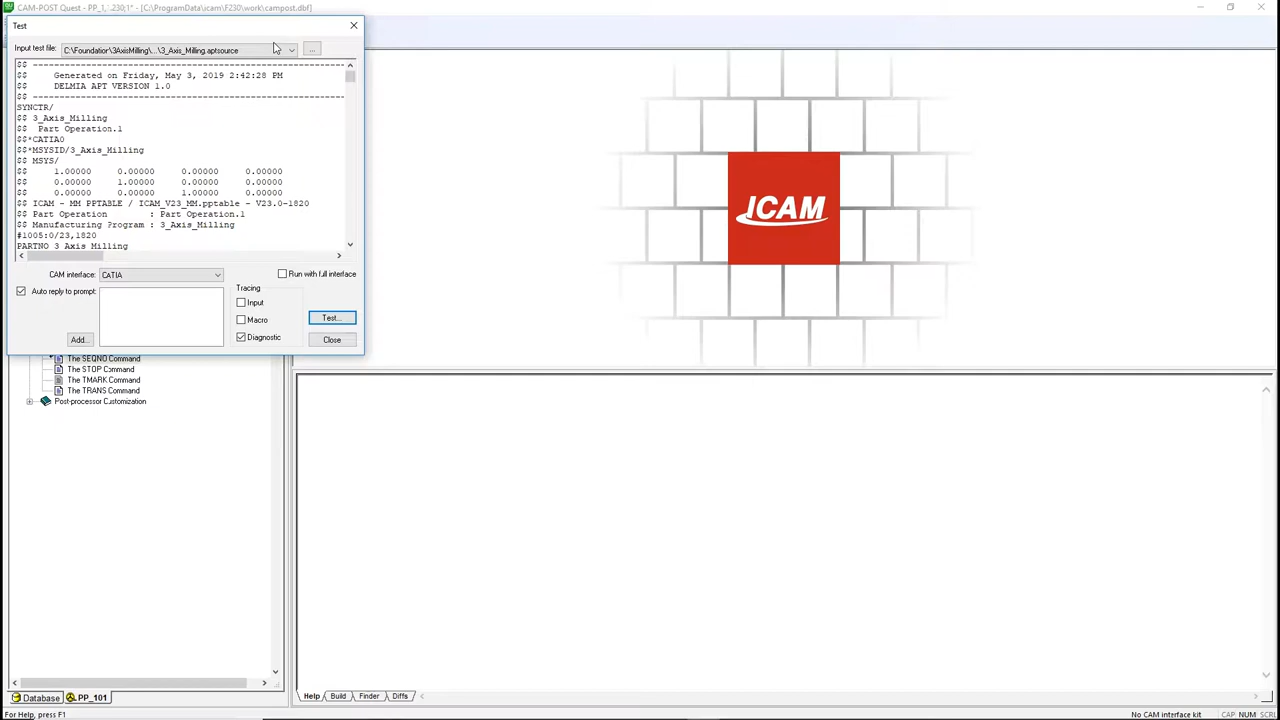 CAM-POST Quest - PP_1,:.230;1* - [C:\ProgramData\icam\F230\work\campost.dbf]
Test
Input test file: C:\Foundation\3AxisMilling\...\3_Axis_Milling.aptsource ...
$$ ----------------------------------------------------
$$ Generated on Friday, May 3, 2019 2:42:28 PM
$$ DELMIA APT VERSION 1.0
$$ ----------------------------------------------------
SYNCTR/
$$ 3_Axis_Milling
$$ Part Operation.1
$$*CATIA0
$$*MSYSID/3_Axis_Milling
$$ MSYS/
$$ 1.00000 0.00000 0.00000 0.00000
$$ 0.00000 1.00000 0.00000 0.00000
$$ 0.00000 0.00000 1.00000 0.00000
$$ ICAM - MM PPTABLE / ICAM_V23_MM.pptable - V23.0-1820
$$ Part Operation : Part Operation.1
$$ Manufacturing Program : 3_Axis_Milling
#1005:0/23,1820
PARTNO 3 Axis Milling
CAM interface: CATIA
Run with full interface
Auto reply to prompt:
Tracing
Input
Macro
Diagnostic
Test...
Add...
Close
ICAM
The SEQNO Command
The STOP Command
The TMARK Command
The TRANS Command
Post-processor Customization
Database PP_101
Help Build Finder Diffs
For Help, press F1
No CAM interface kit CAP NUM SCRL